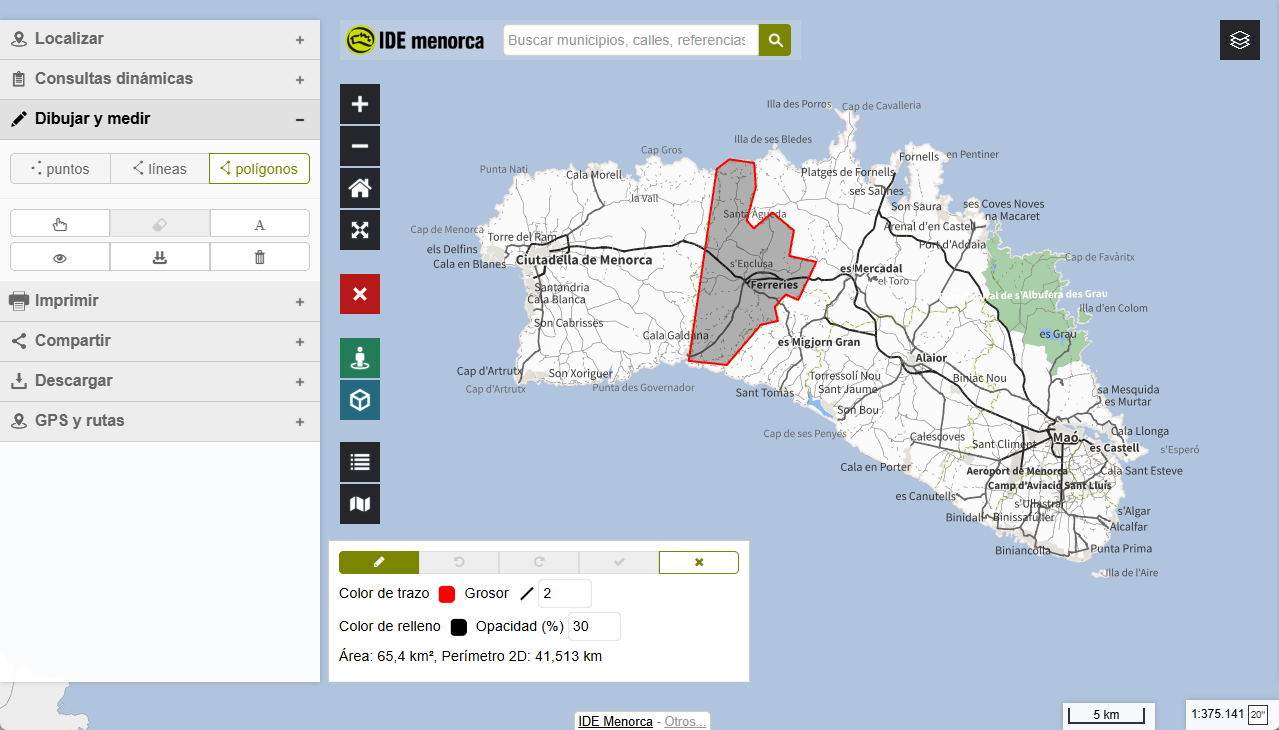 Localizar
Consultas dinámicas
Dibujar y medir
puntos
líneas
polígonos
A
Imprimir
Compartir
Descargar
GPS y rutas
IDE menorca
Buscar municipios, calles, referencias
Illa des Porros
Cap de Cavalleria
Illa de ses Bledes
Cap Gros
Fornells
en Pentiner
Punta Nati
Cala Morell
Platges de Fornells
la Vall
ses Salines
Son Saura
ses Coves Noves
na Macaret
Santa Àgueda
Arenal d'en Castell
Cap de Menorca
Torre del Ram
Port d'Addaia
els Delfins
Ciutadella de Menorca
Cala en Blanes
s'Enclusa
es Mercadal
el Toro
Cap de Favàritx
Ferreries
Santandria
Cala Blanca
val de s'Albufera des Grau
Illa d'en Colom
Son Cabrisses
Cala Galdana
es Migjorn Gran
es Grau
Alaior
Cap d'Artrutx
Son Xoriguer
Torressolí Nou
Biniac Nou
Cap d'Artrutx
Punta des Governador
Sant Tomàs
Sant Jaume
sa Mesquida
es Murtar
Son Bou
Cap de ses Penyes
Calescoves
Sant Climent
Maó
Cala Llonga
es Castell
s'Esperó
Cala en Porter
Aeroport de Menorca
Cala Sant Esteve
Camp d'Aviació Sant Lluís
es Canutells
s'Ullastrar
s'Algar
Binidalí
Binissafúller
Alcalfar
Biniancolla
Punta Prima
Illa de l'Aire
Color de trazo
Grosor
2
Color de relleno
Opacidad (%)
30
Área: 65,4 km², Perímetro 2D: 41,513 km
IDE Menorca - Otros...
5 km
1:375.141
20"